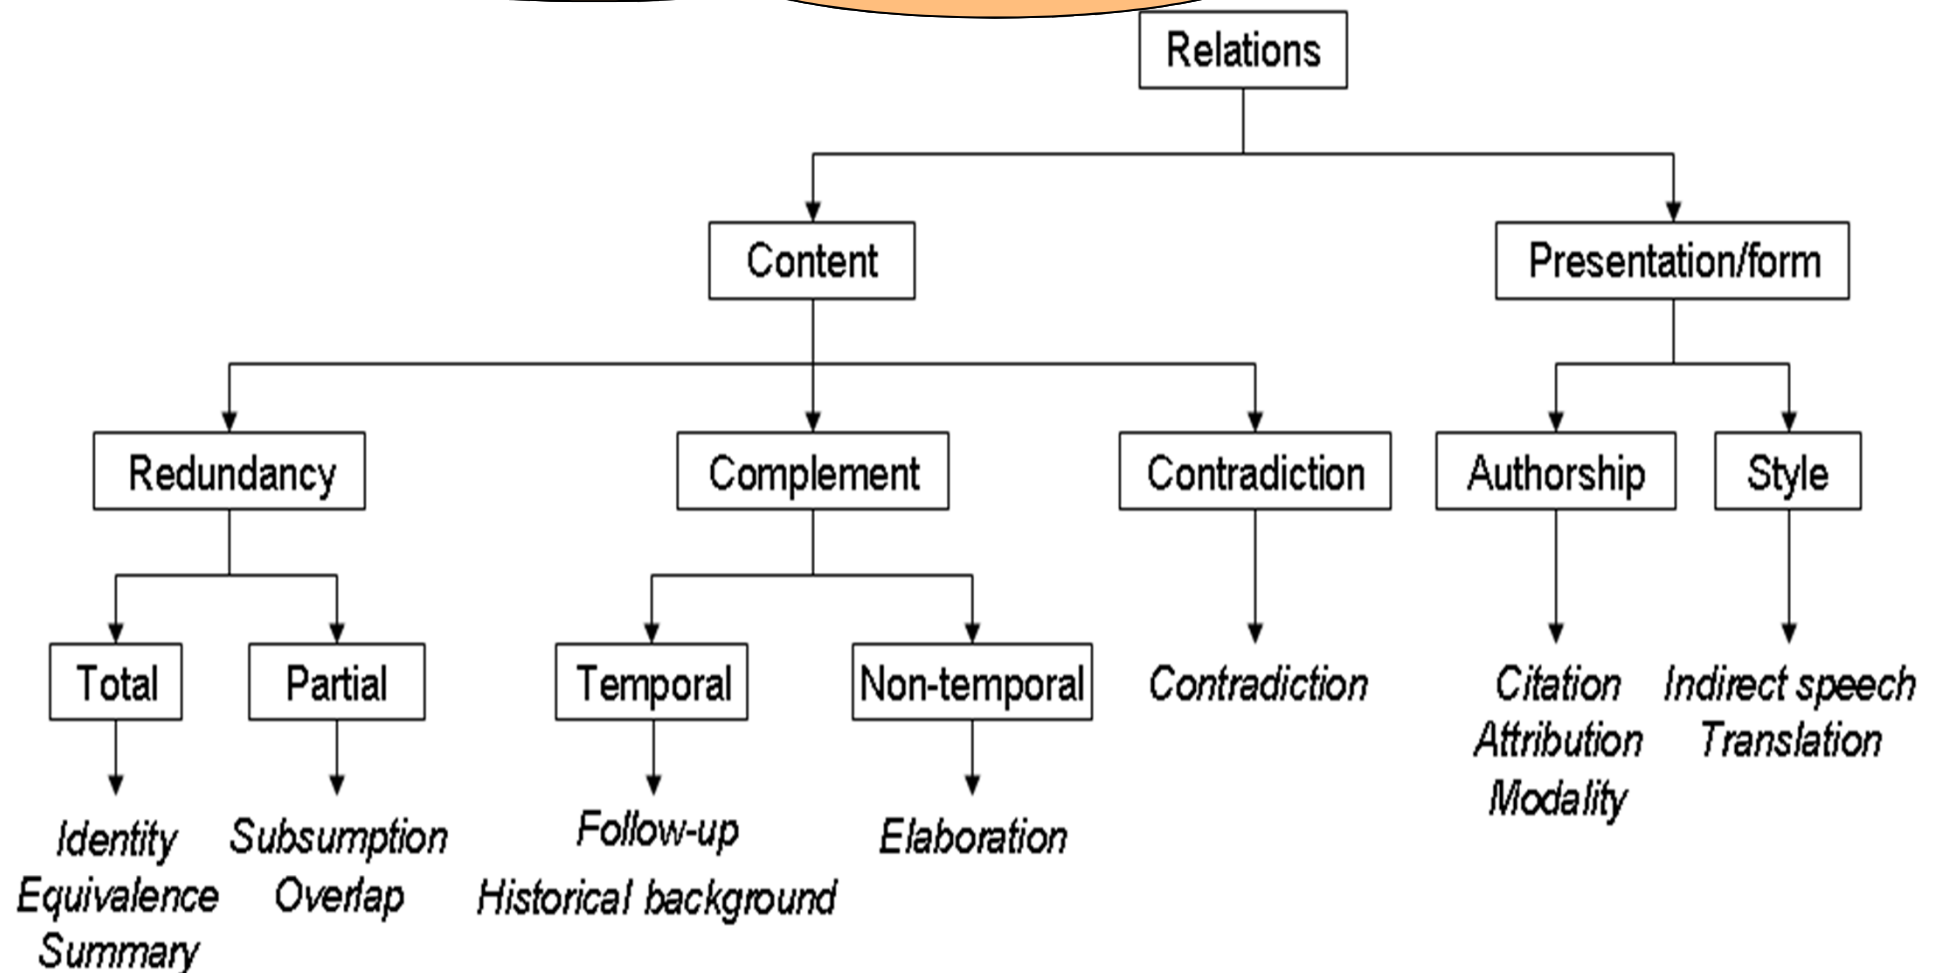 Relations
Content
Presentation/form
Redundancy
Complement
Contradiction
Authorship
Style
Total
Partial
Temporal
Non-temporal
Contradiction
Citation
Attribution
Modality
Indirect speech
Translation
Identity
Equivalence
Summary
Subsumption
Overlap
Follow-up
Historical background
Elaboration